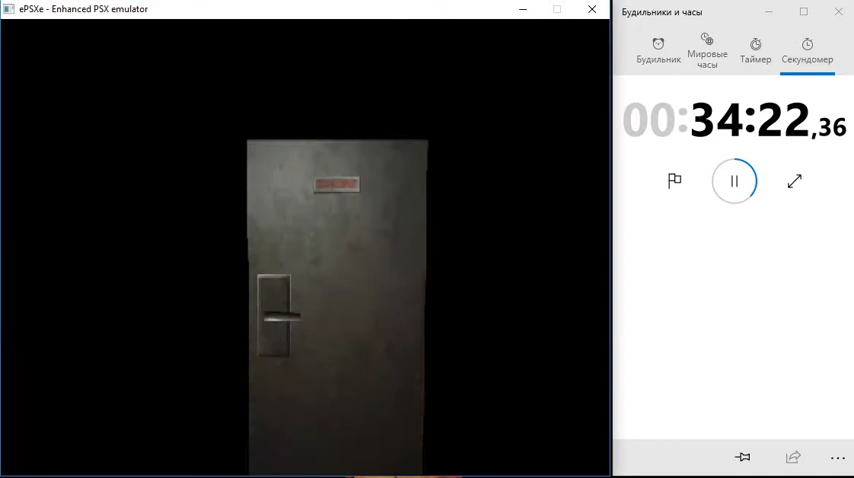 ePSXe - Enhanced PSX emulator
Будильники и часы
Будильник
Мировые
часы
Таймер
Секундомер
00:34:22,36